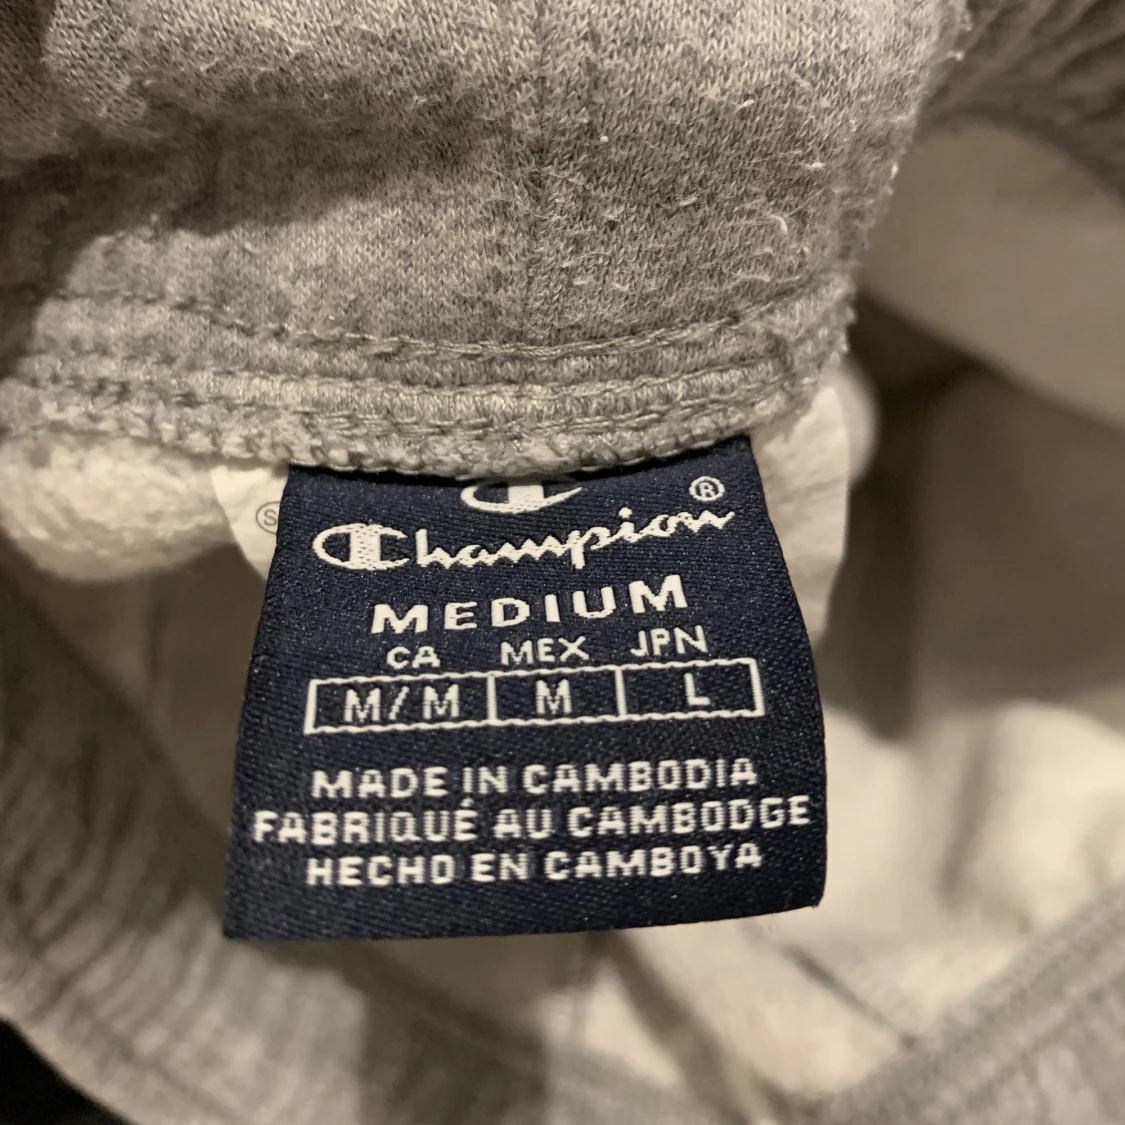 Champion®
MEDIUM
CA MEX JPN
M/M M L
MADE IN CAMBODIA
FABRIQUÉ AU CAMBODGE
HECHO EN CAMBOYA